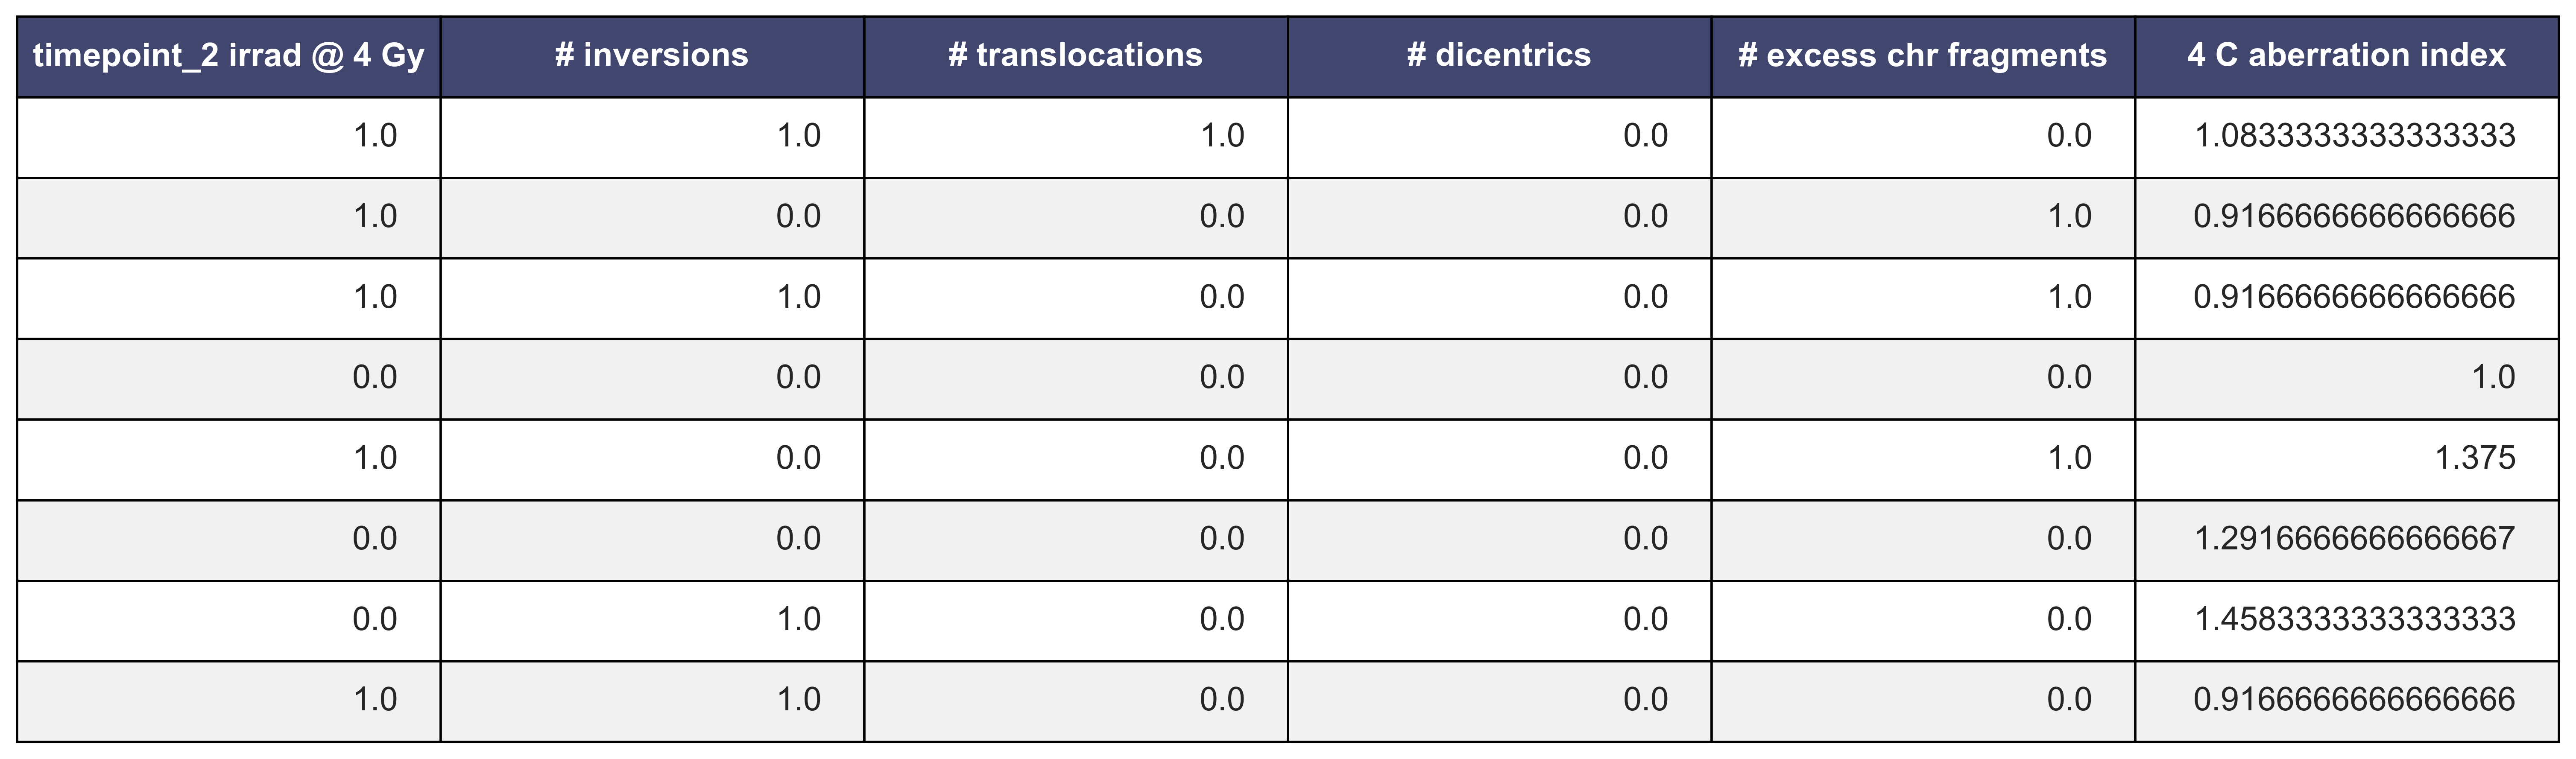 timepoint_2 irrad @ 4 Gy # inversions # translocations # dicentrics # excess chr fragments 4 C aberration index
1.0 1.0 1.0 0.0 0.0 1.0833333333333333
1.0 0.0 0.0 0.0 1.0 0.9166666666666666
1.0 1.0 0.0 0.0 1.0 0.9166666666666666
0.0 0.0 0.0 0.0 0.0 1.0
1.0 0.0 0.0 0.0 1.0 1.375
0.0 0.0 0.0 0.0 0.0 1.2916666666666667
0.0 1.0 0.0 0.0 0.0 1.4583333333333333
1.0 1.0 0.0 0.0 0.0 0.9166666666666666